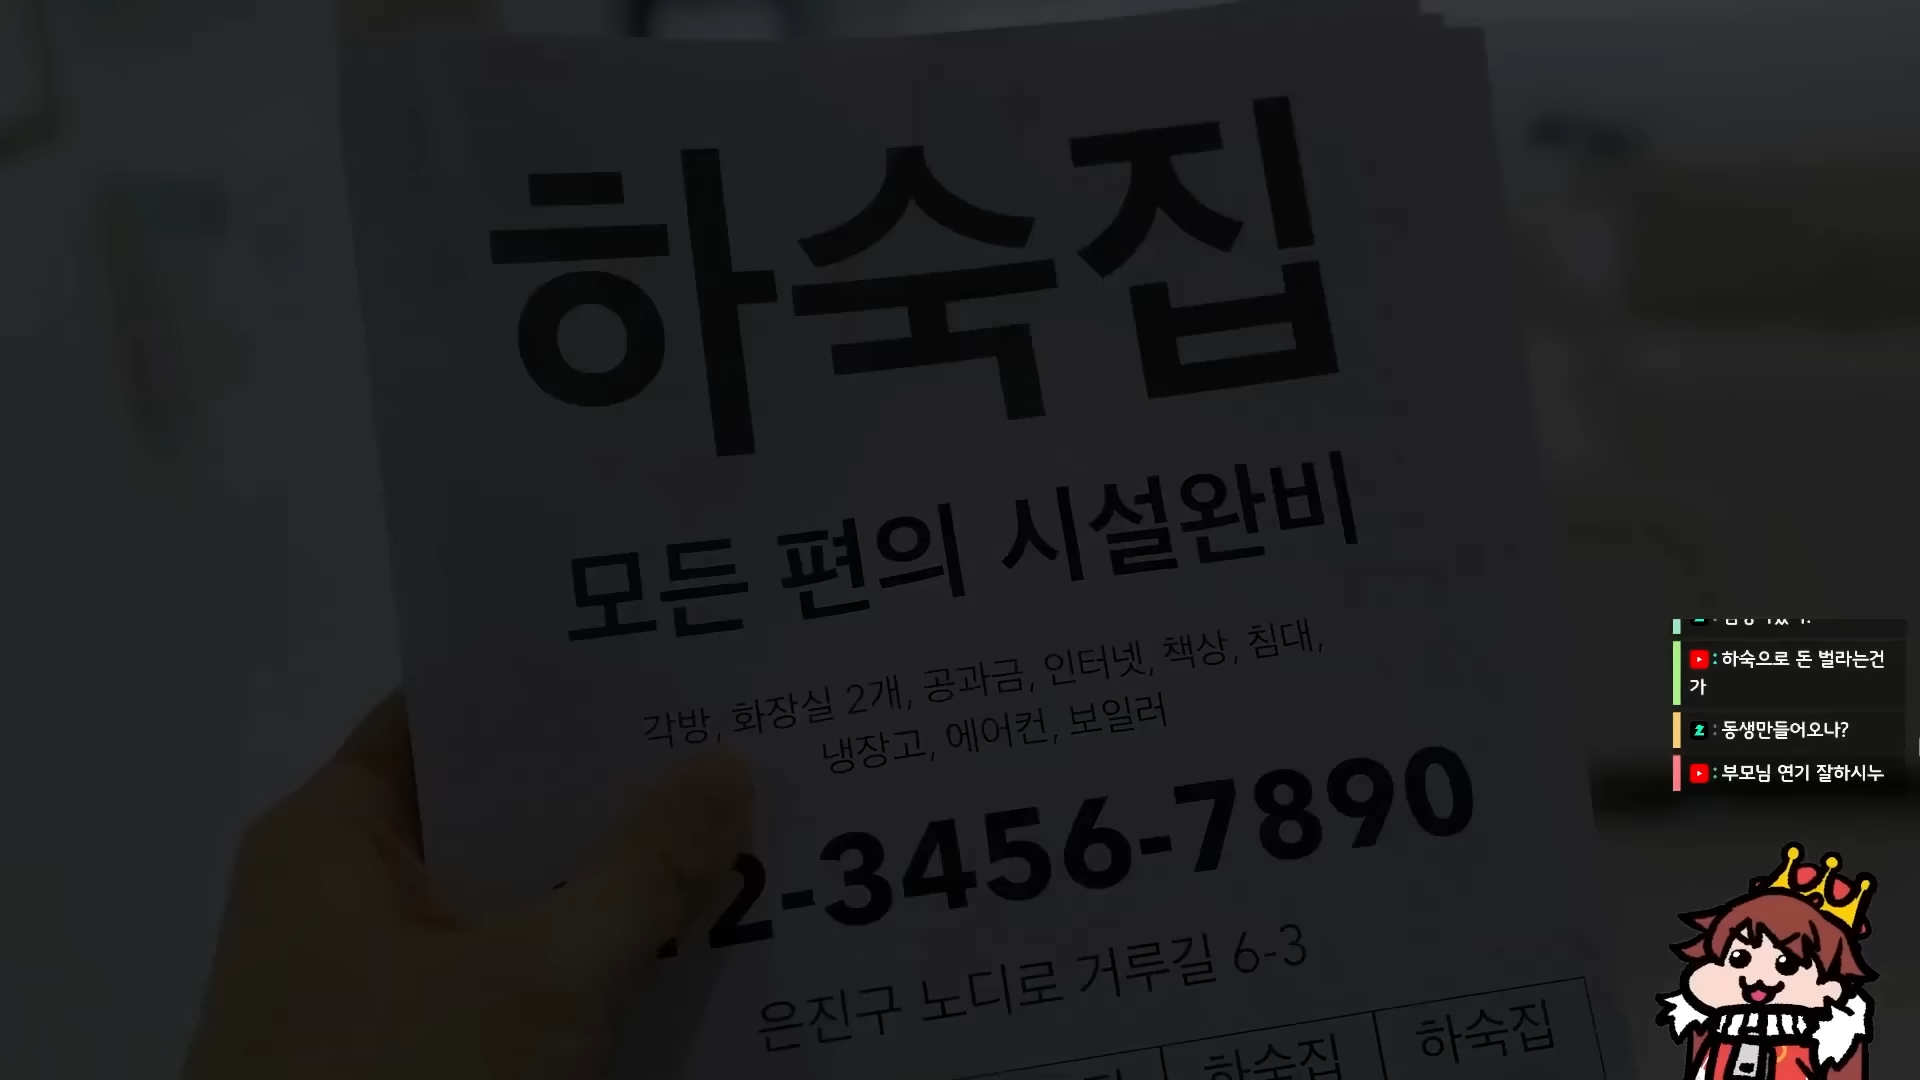 하숙집
모든 편의 시설완비
각방, 화장실 2개, 공과금, 인터넷, 책상, 침대,
냉장고, 에어컨, 보일러
2-3456-7890
은진구 노디로 거루길 6-3
하숙집
하숙집
: 하숙으로 돈 벌라는건
가
: 동생만들어오나?
: 부모님 연기 잘하시누